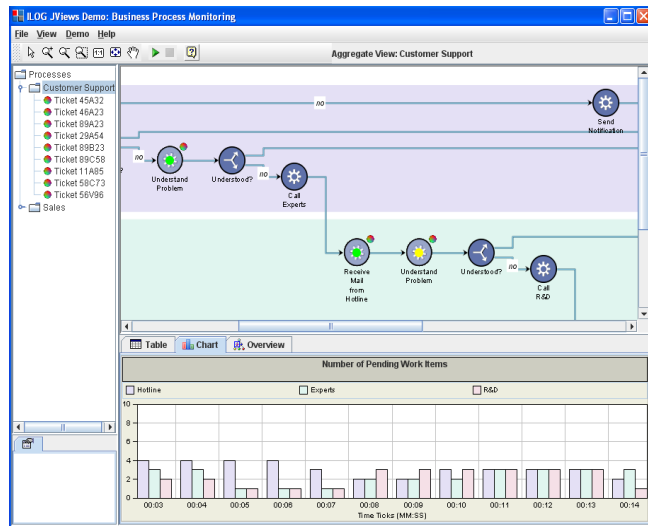 ILOG JViews Demo: Business Process Monitoring
File View Demo Help
1:1
Aggregate View: Customer Support
Processes
Customer Support
Ticket 45A32
Ticket 46A23
Ticket 89A23
Ticket 29A54
Ticket 89B23
Ticket 89C58
Ticket 11A85
Ticket 58C73
Ticket 56V96
Sales
no
Send
Notification
no
?
Understand
Problem
Understood?
no
Call
Experts
Receive
Mail
from
Hotline
Understand
Problem
Understood?
no
Call
R&D
Table Chart Overview
Number of Pending Work Items
Hotline Experts R&D
10
8
6
4
2
0
00:03 00:04 00:05 00:06 00:07 00:08 00:09 00:10 00:11 00:12 00:13 00:14
Time Ticks (MM:SS)